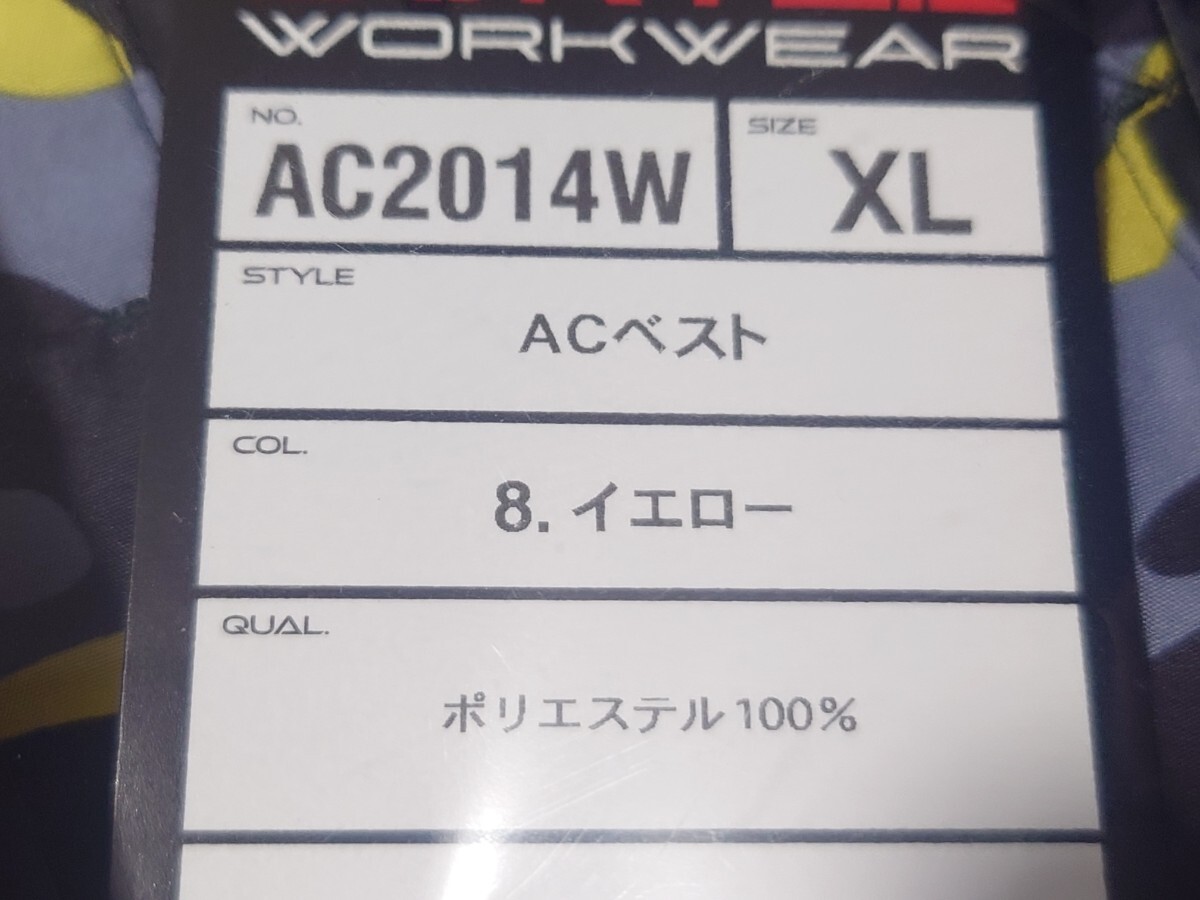 WORKWEAR
NO.
AC2014W
SIZE
XL
STYLE
ACベスト
COL.
8. イエロー
QUAL.
ポリエステル100%